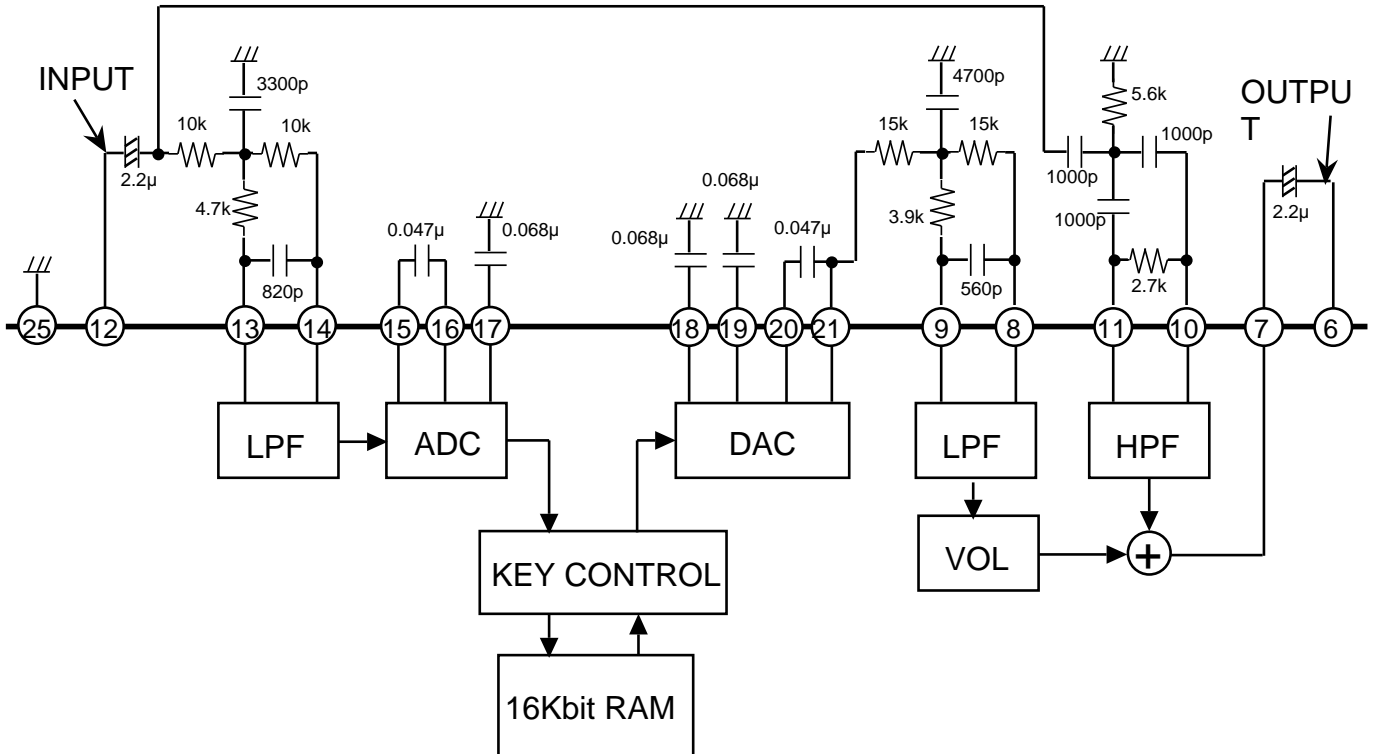 INPUT
2.2µ
10k
3300p
10k
4.7k
820p
0.047µ
0.068µ
0.068µ
0.068µ
0.047µ
15k
4700p
15k
3.9k
560p
1000p
5.6k
1000p
1000p
2.7k
OUTPU
T
2.2µ
25
12
13
14
15
16
17
18
19
20
21
9
8
11
10
7
6
LPF
ADC
DAC
LPF
HPF
VOL
+
KEY CONTROL
16Kbit RAM